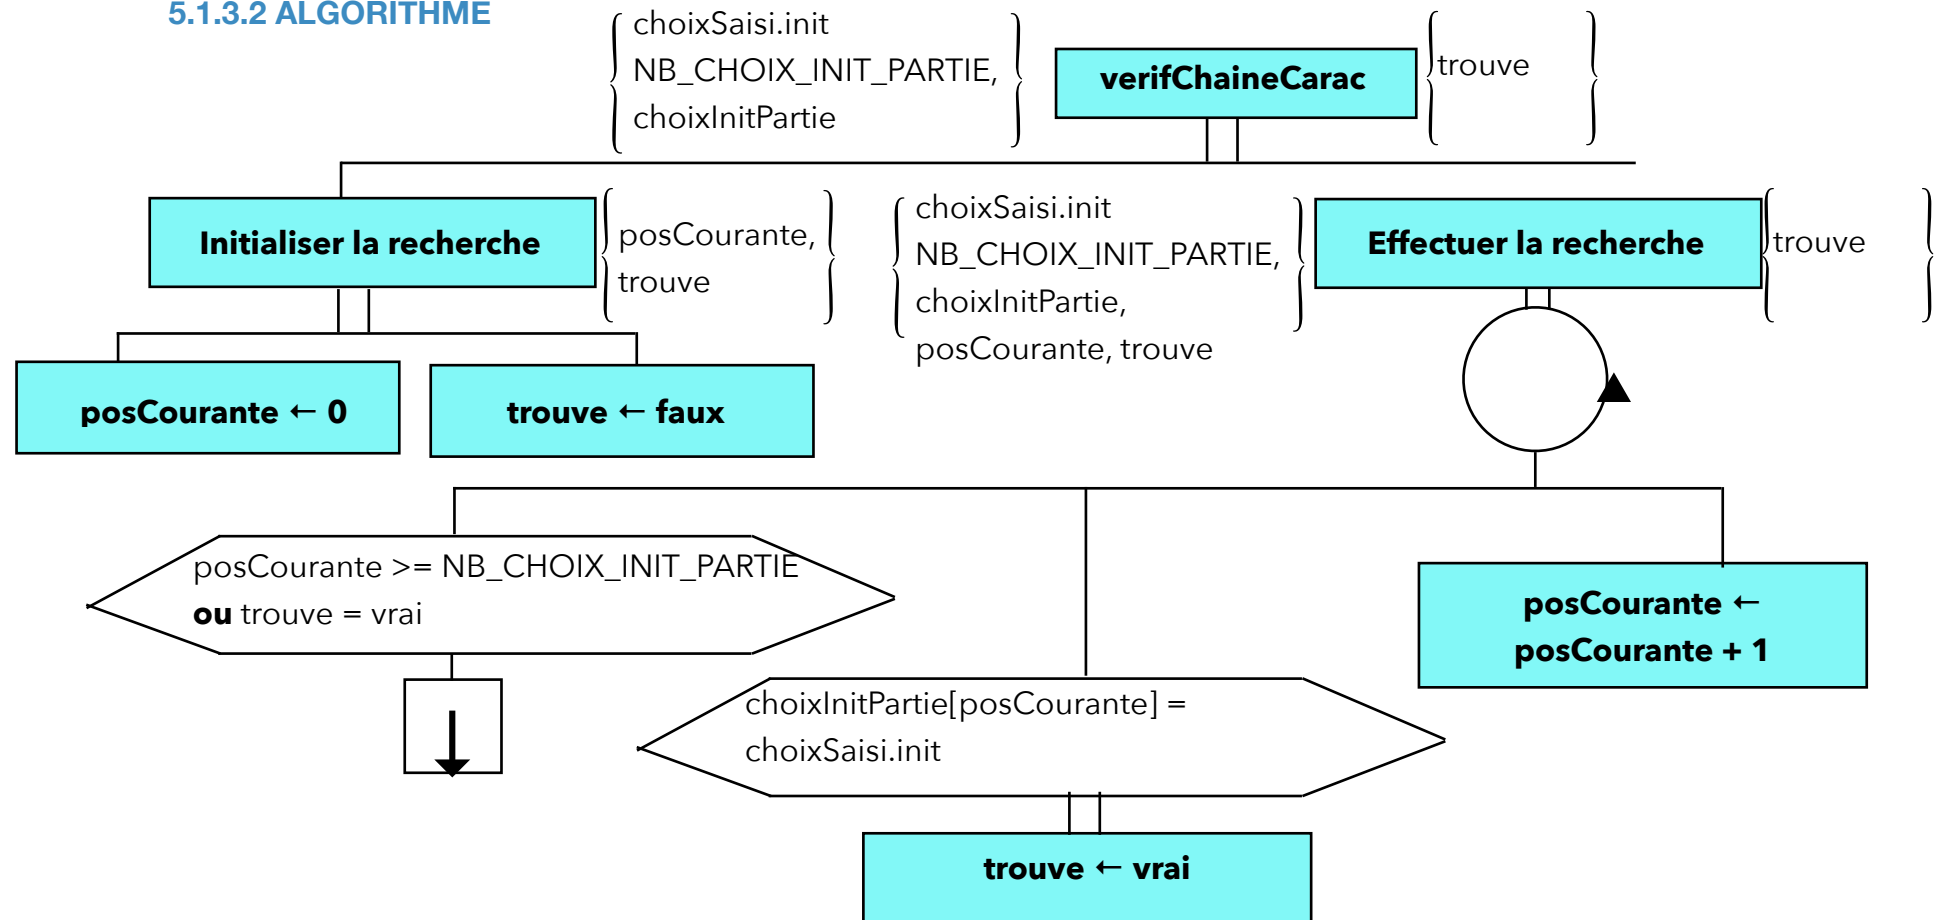 5.1.3.2 ALGORITHME
choixSaisi.init
NB_CHOIX_INIT_PARTIE,
choixInitPartie
verifChaineCarac
trouve
Initialiser la recherche
posCourante,
trouve
choixSaisi.init
NB_CHOIX_INIT_PARTIE,
choixInitPartie,
posCourante, trouve
Effectuer la recherche
trouve
posCourante ← 0
trouve ← faux
posCourante >= NB_CHOIX_INIT_PARTIE
ou trouve = vrai
choixInitPartie[posCourante] =
choixSaisi.init
trouve ← vrai
posCourante ←
posCourante + 1